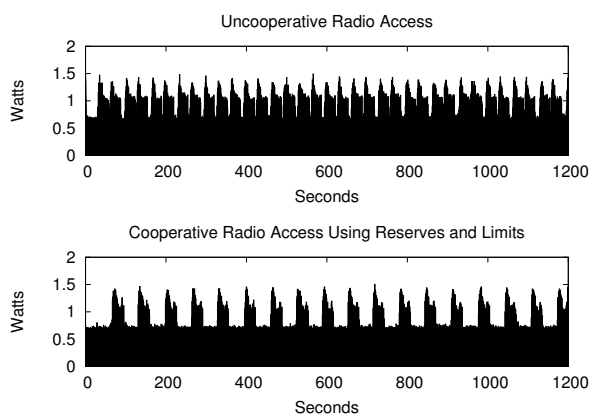 Uncooperative Radio Access
2
1.5
1
0.5
0
Watts
0 200 400 600 800 1000 1200
Seconds
Cooperative Radio Access Using Reserves and Limits
2
1.5
1
0.5
0
Watts
0 200 400 600 800 1000 1200
Seconds